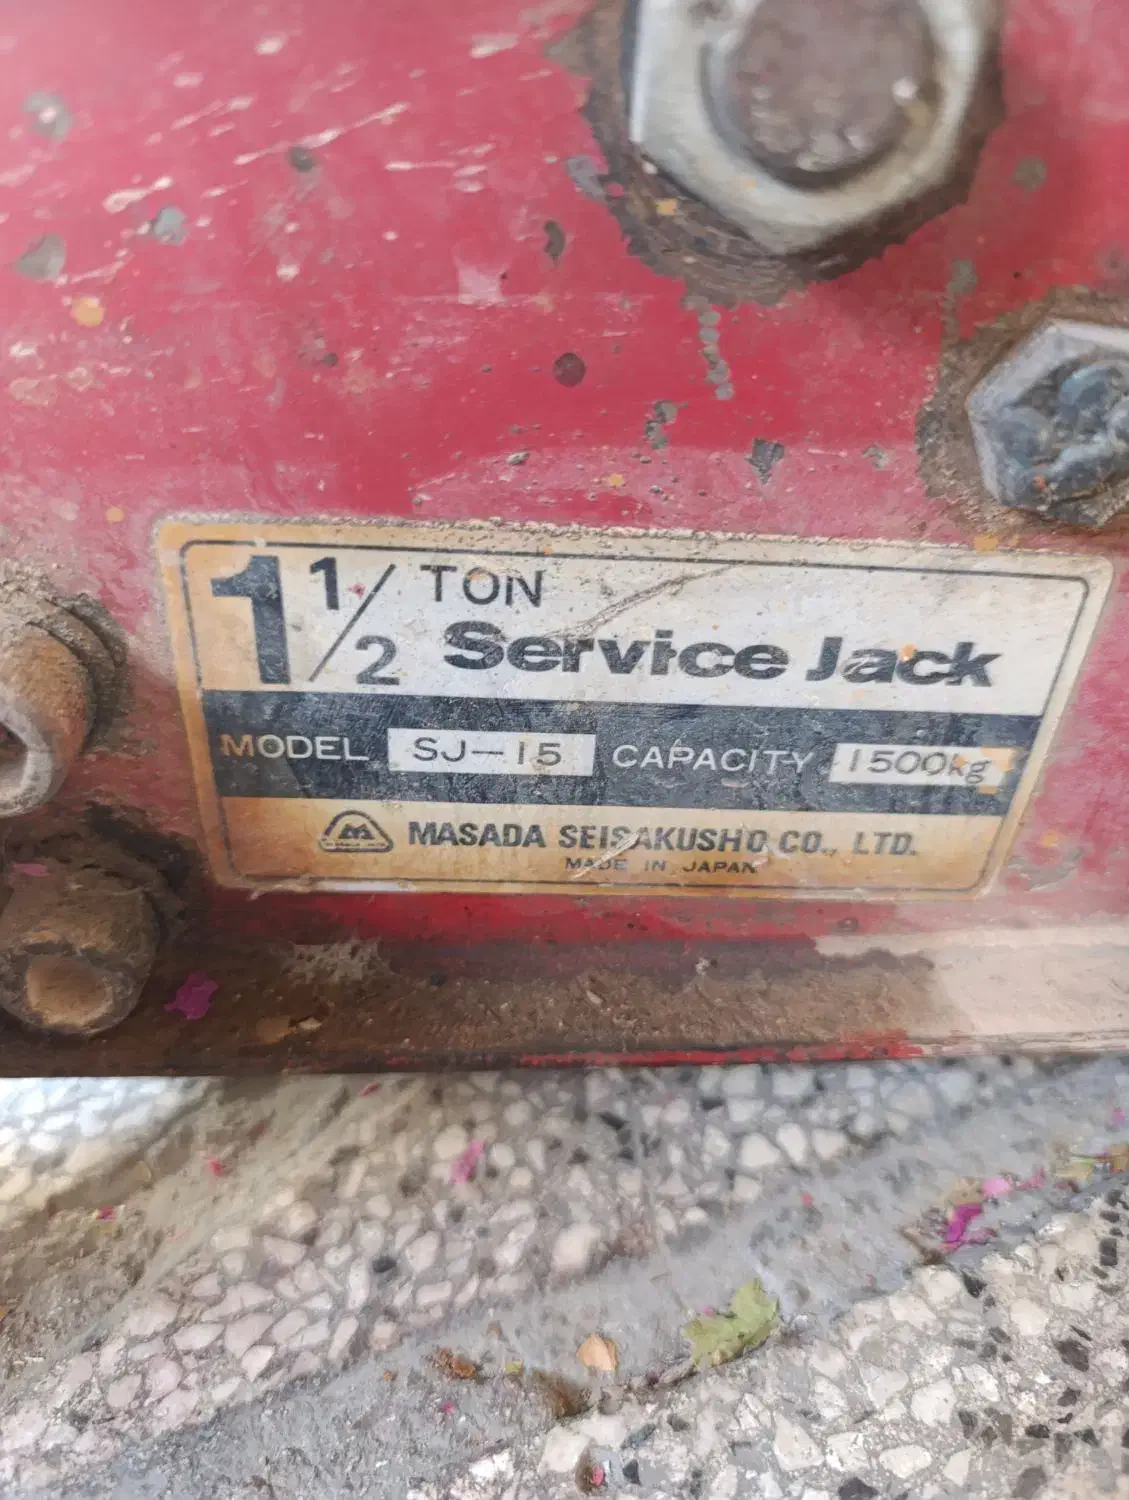 1 1/2 TON
Service Jack
MODEL SJ-15 CAPACITY 1500kg
MASADA SEISAKUSHO CO., LTD.
MADE IN JAPAN